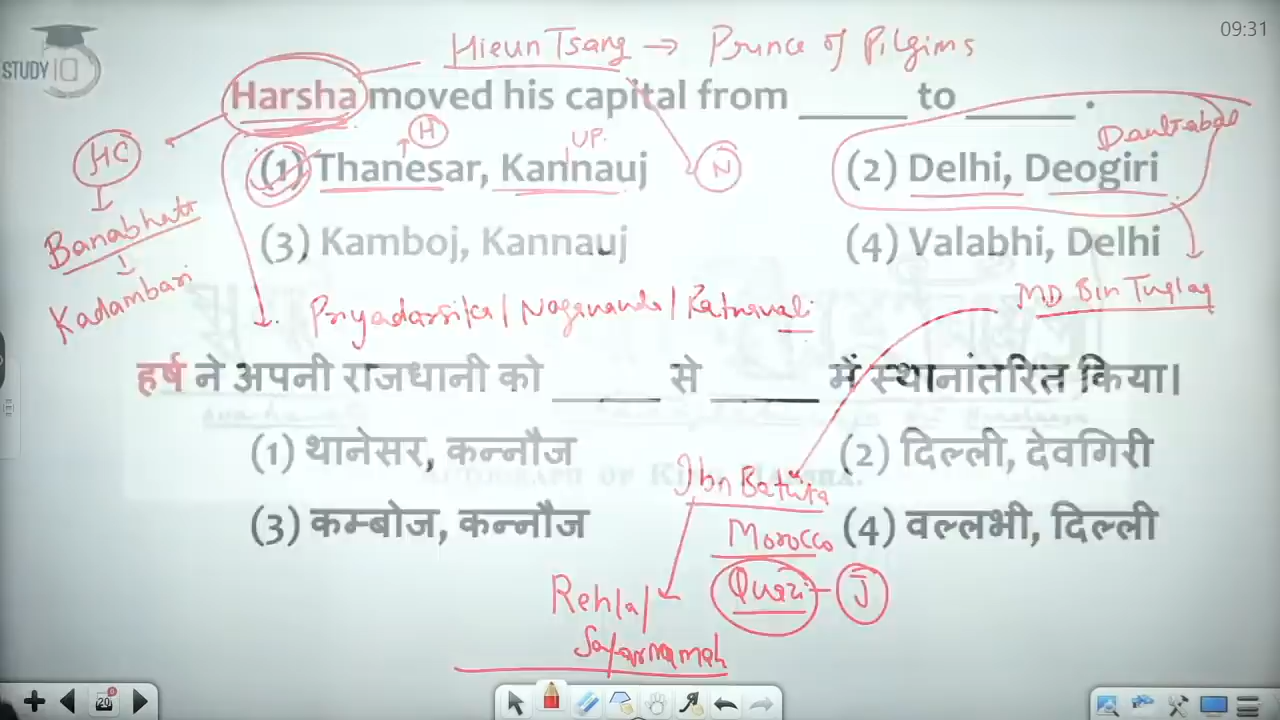 09:31
STUDY IQ
Hieun Tsang → Prince of Pilgims
Harsha moved his capital from ______ to ______.
HC
H
UP.
Daultabad
(1) Thanesar, Kannauj
N
(2) Delhi, Deogiri
Banabhatt
(3) Kamboj, Kannauj
(4) Valabhi, Delhi
Kadambari
Priyadarsika/Nagananda/Ratnavali
MD Bin Tuglaq
हर्ष ने अपनी राजधानी को ______ से ______ में स्थानांतरित किया।
(1) थानेसर, कन्नौज
(2) दिल्ली, देवगिरी
Ibn Batuta
(3) कम्बोज, कन्नौज
(4) वल्लभी, दिल्ली
Morocco
Rehla/
Quazi - J
Safarnamah
20